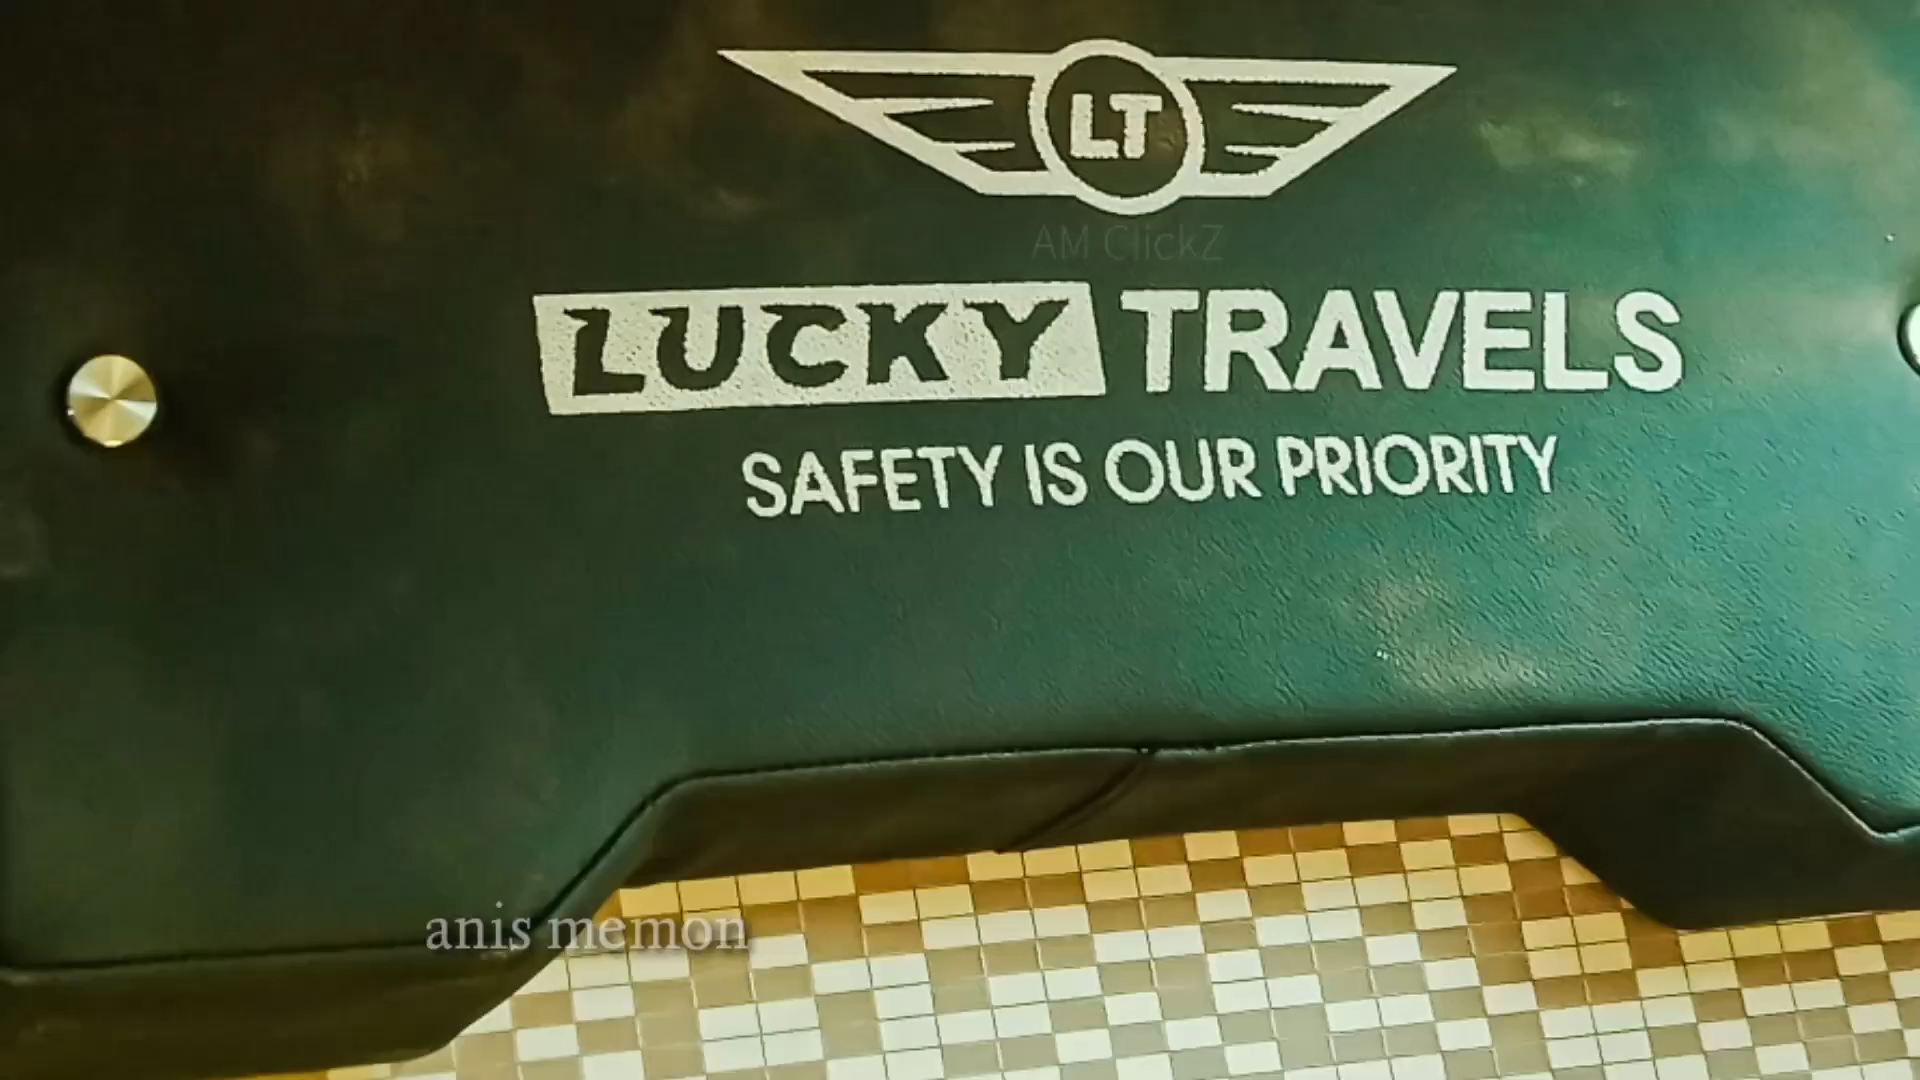 LT
AM ClickZ
LUCKY TRAVELS
SAFETY IS OUR PRIORITY
anis memon